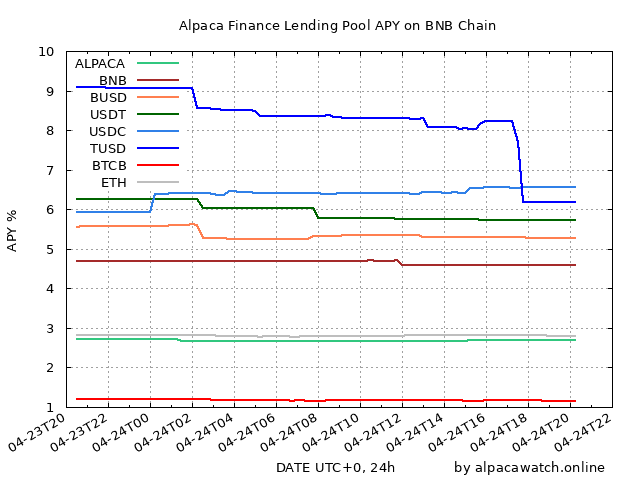 Alpaca Finance Lending Pool APY on BNB Chain
APY %
10
9
8
7
6
5
4
3
2
1
ALPACA
BNB
BUSD
USDT
USDC
TUSD
BTCB
ETH
04-23T20
04-23T22
04-24T00
04-24T02
04-24T04
04-24T06
04-24T08
04-24T10
04-24T12
04-24T14
04-24T16
04-24T18
04-24T20
04-24T22
DATE UTC+0, 24h
by alpacawatch.online